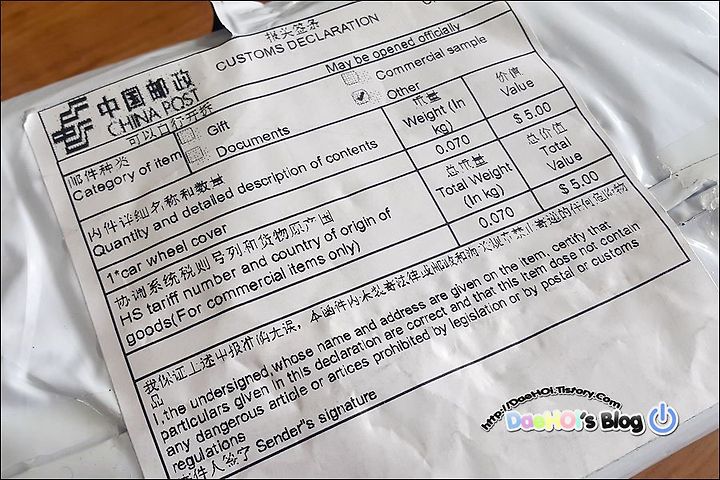 报关签条
CUSTOMS DECLARATION
中国邮政
CHINA POST
可以自行开拆
May be opened officially
邮件种类
Category of item
Gift
Commercial sample
Documents
Other
内件详细名称和数量
Quantity and detailed description of contents
重量
Weight (In kg)
价值
Value
1*car wheel cover
0.070
$ 5.00
协调系统税则号列和货物原产国
HS tariff number and country of origin of
goods(For commercial items only)
总重量
Total Weight
(In kg)
总价值
Total
Value
0.070
$ 5.00
I,the undersigned,whose name and address are given on the item, certify that
particulars given in this declaration are correct and that this item dose not contain
any dangerous article or artices prohibited by legislation or by postal or customs
regulations
Sender's signature
http://DaeHOI.Tistory.Com
DaeHOI's Blog